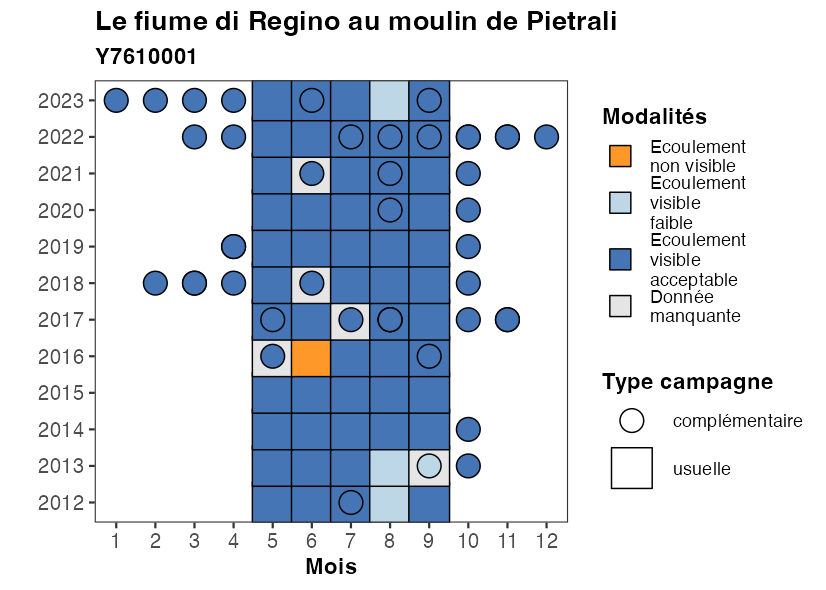 Le fiume di Regino au moulin de Pietrali
Y7610001
2023
2022
2021
2020
2019
2018
2017
2016
2015
2014
2013
2012
1 2 3 4 5 6 7 8 9 10 11 12
Mois
Modalités
Ecoulement
non visible
Ecoulement
visible
faible
Ecoulement
visible
acceptable
Donnée
manquante
Type campagne
complémentaire
usuelle